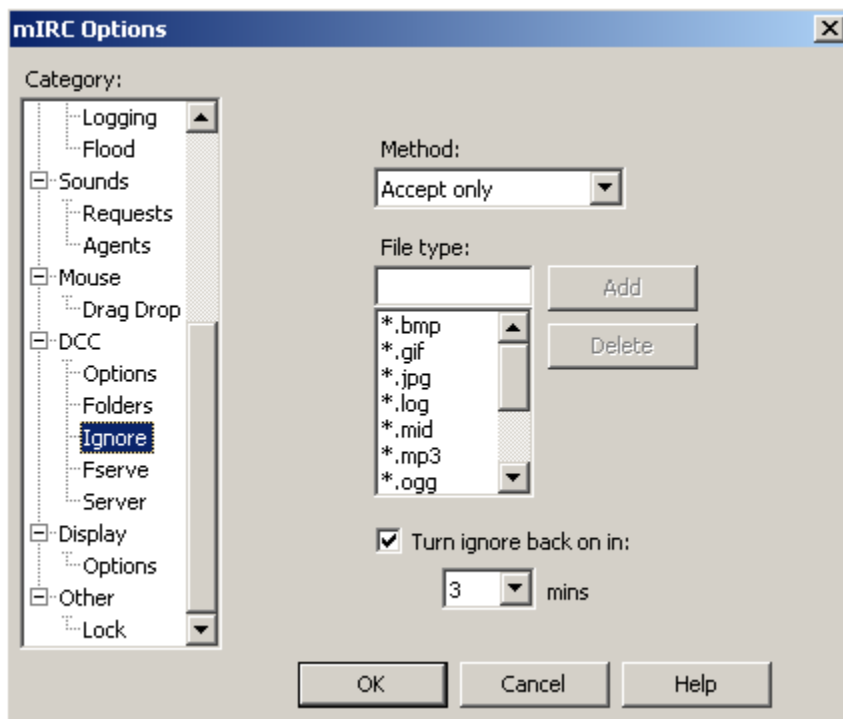 mIRC Options
Category:
Logging
Flood
Sounds
Requests
Agents
Mouse
Drag Drop
DCC
Options
Folders
Ignore
Fserve
Server
Display
Options
Other
Lock
Method:
Accept only
File type:
Add
*.bmp
*.gif
*.jpg
*.log
*.mid
*.mp3
*.ogg
Delete
Turn ignore back on in:
3 mins
OK Cancel Help